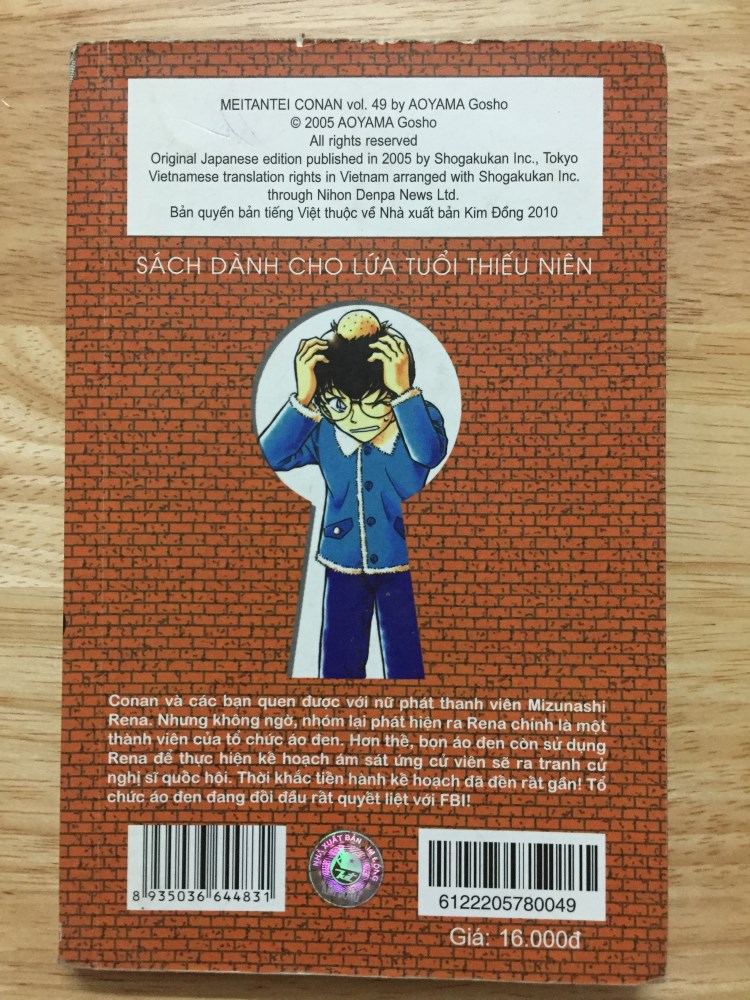 MEITANTEI CONAN vol. 49 by AOYAMA Gosho
© 2005 AOYAMA Gosho
All rights reserved
Original Japanese edition published in 2005 by Shogakukan Inc., Tokyo
Vietnamese translation rights in Vietnam arranged with Shogakukan Inc.
through Nihon Denpa News Ltd.
Bản quyền bản tiếng Việt thuộc về Nhà xuất bản Kim Đồng 2010
SÁCH DÀNH CHO LỨA TUỔI THIẾU NIÊN
Conan và các bạn quen được với nữ phát thanh viên Mizunashi
Rena. Nhưng không ngờ, nhóm lại phát hiện ra Rena chính là một
thành viên của tổ chức áo đen. Hơn thế, bọn áo đen còn sử dụng
Rena để thực hiện kế hoạch ám sát ứng cử viên sẽ ra tranh cử
nghị sĩ quốc hội. Thời khắc tiến hành kế hoạch đã đến rất gần! Tổ
chức áo đen đang đối đầu rất quyết liệt với FBI!
NHÀ XUẤT BẢN KIM ĐỒNG
8 935036 644831
6122205780049
Giá: 16.000đ